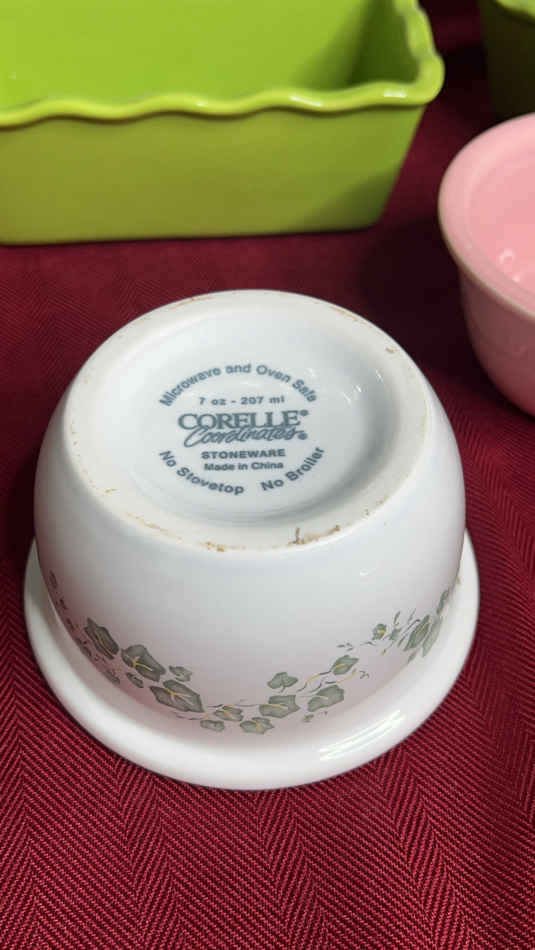 Microwave and Oven Safe
7 oz - 207 ml
CORELLE®
Coordinates®
STONEWARE
Made in China
No Stovetop No Broiler